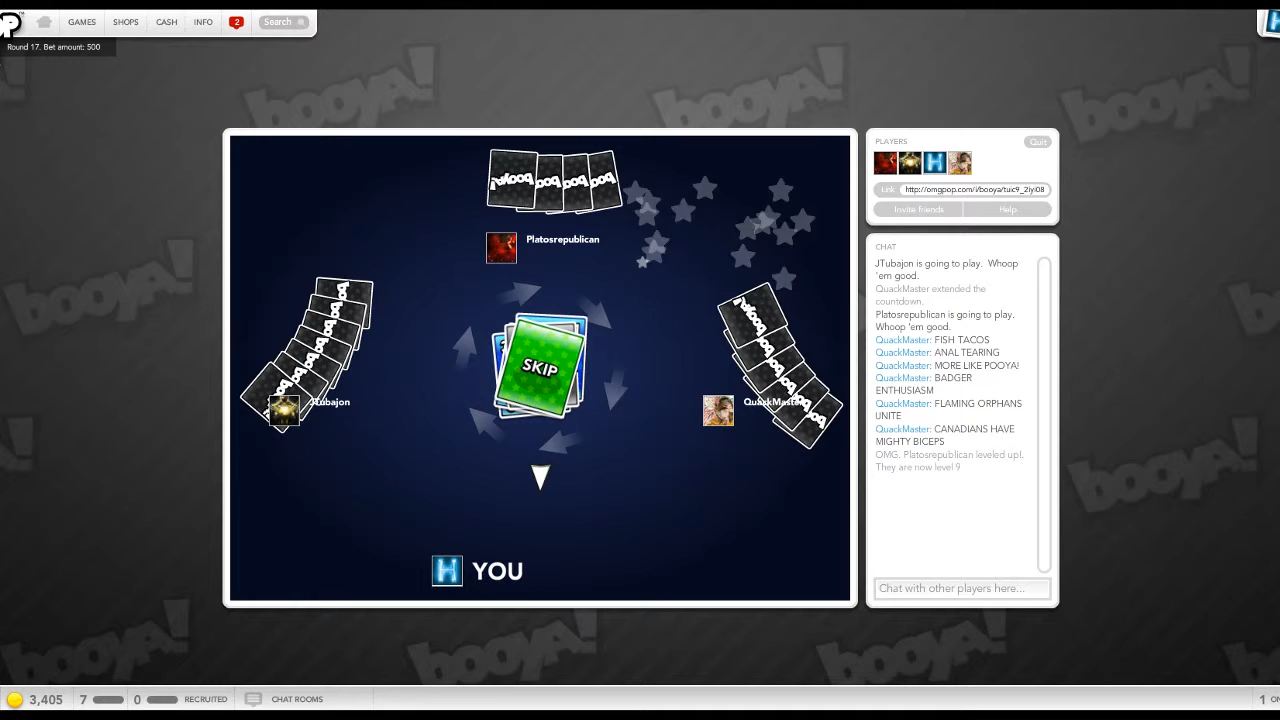 GAMES SHOPS CASH INFO 2 Search
Round 17. Bet amount: 500
booya!
PLAYERS Quit
Link http://omgpop.com/i/booya/tuic9_2iyi08
Invite friends Help
Platosrepublican
JTubajon
QuackMaster
SKIP
YOU
CHAT
JTubajon is going to play. Whoop
'em good.
QuackMaster extended the
countdown.
Platosrepublican is going to play.
Whoop 'em good.
QuackMaster: FISH TACOS
QuackMaster: ANAL TEARING
QuackMaster: MORE LIKE POOYA!
QuackMaster: BADGER
ENTHUSIASM
QuackMaster: FLAMING ORPHANS
UNITE
QuackMaster: CANADIANS HAVE
MIGHTY BICEPS
OMG. Platosrepublican leveled up!.
They are now level 9
Chat with other players here...
3,405 7 0 RECRUITED CHAT ROOMS 1